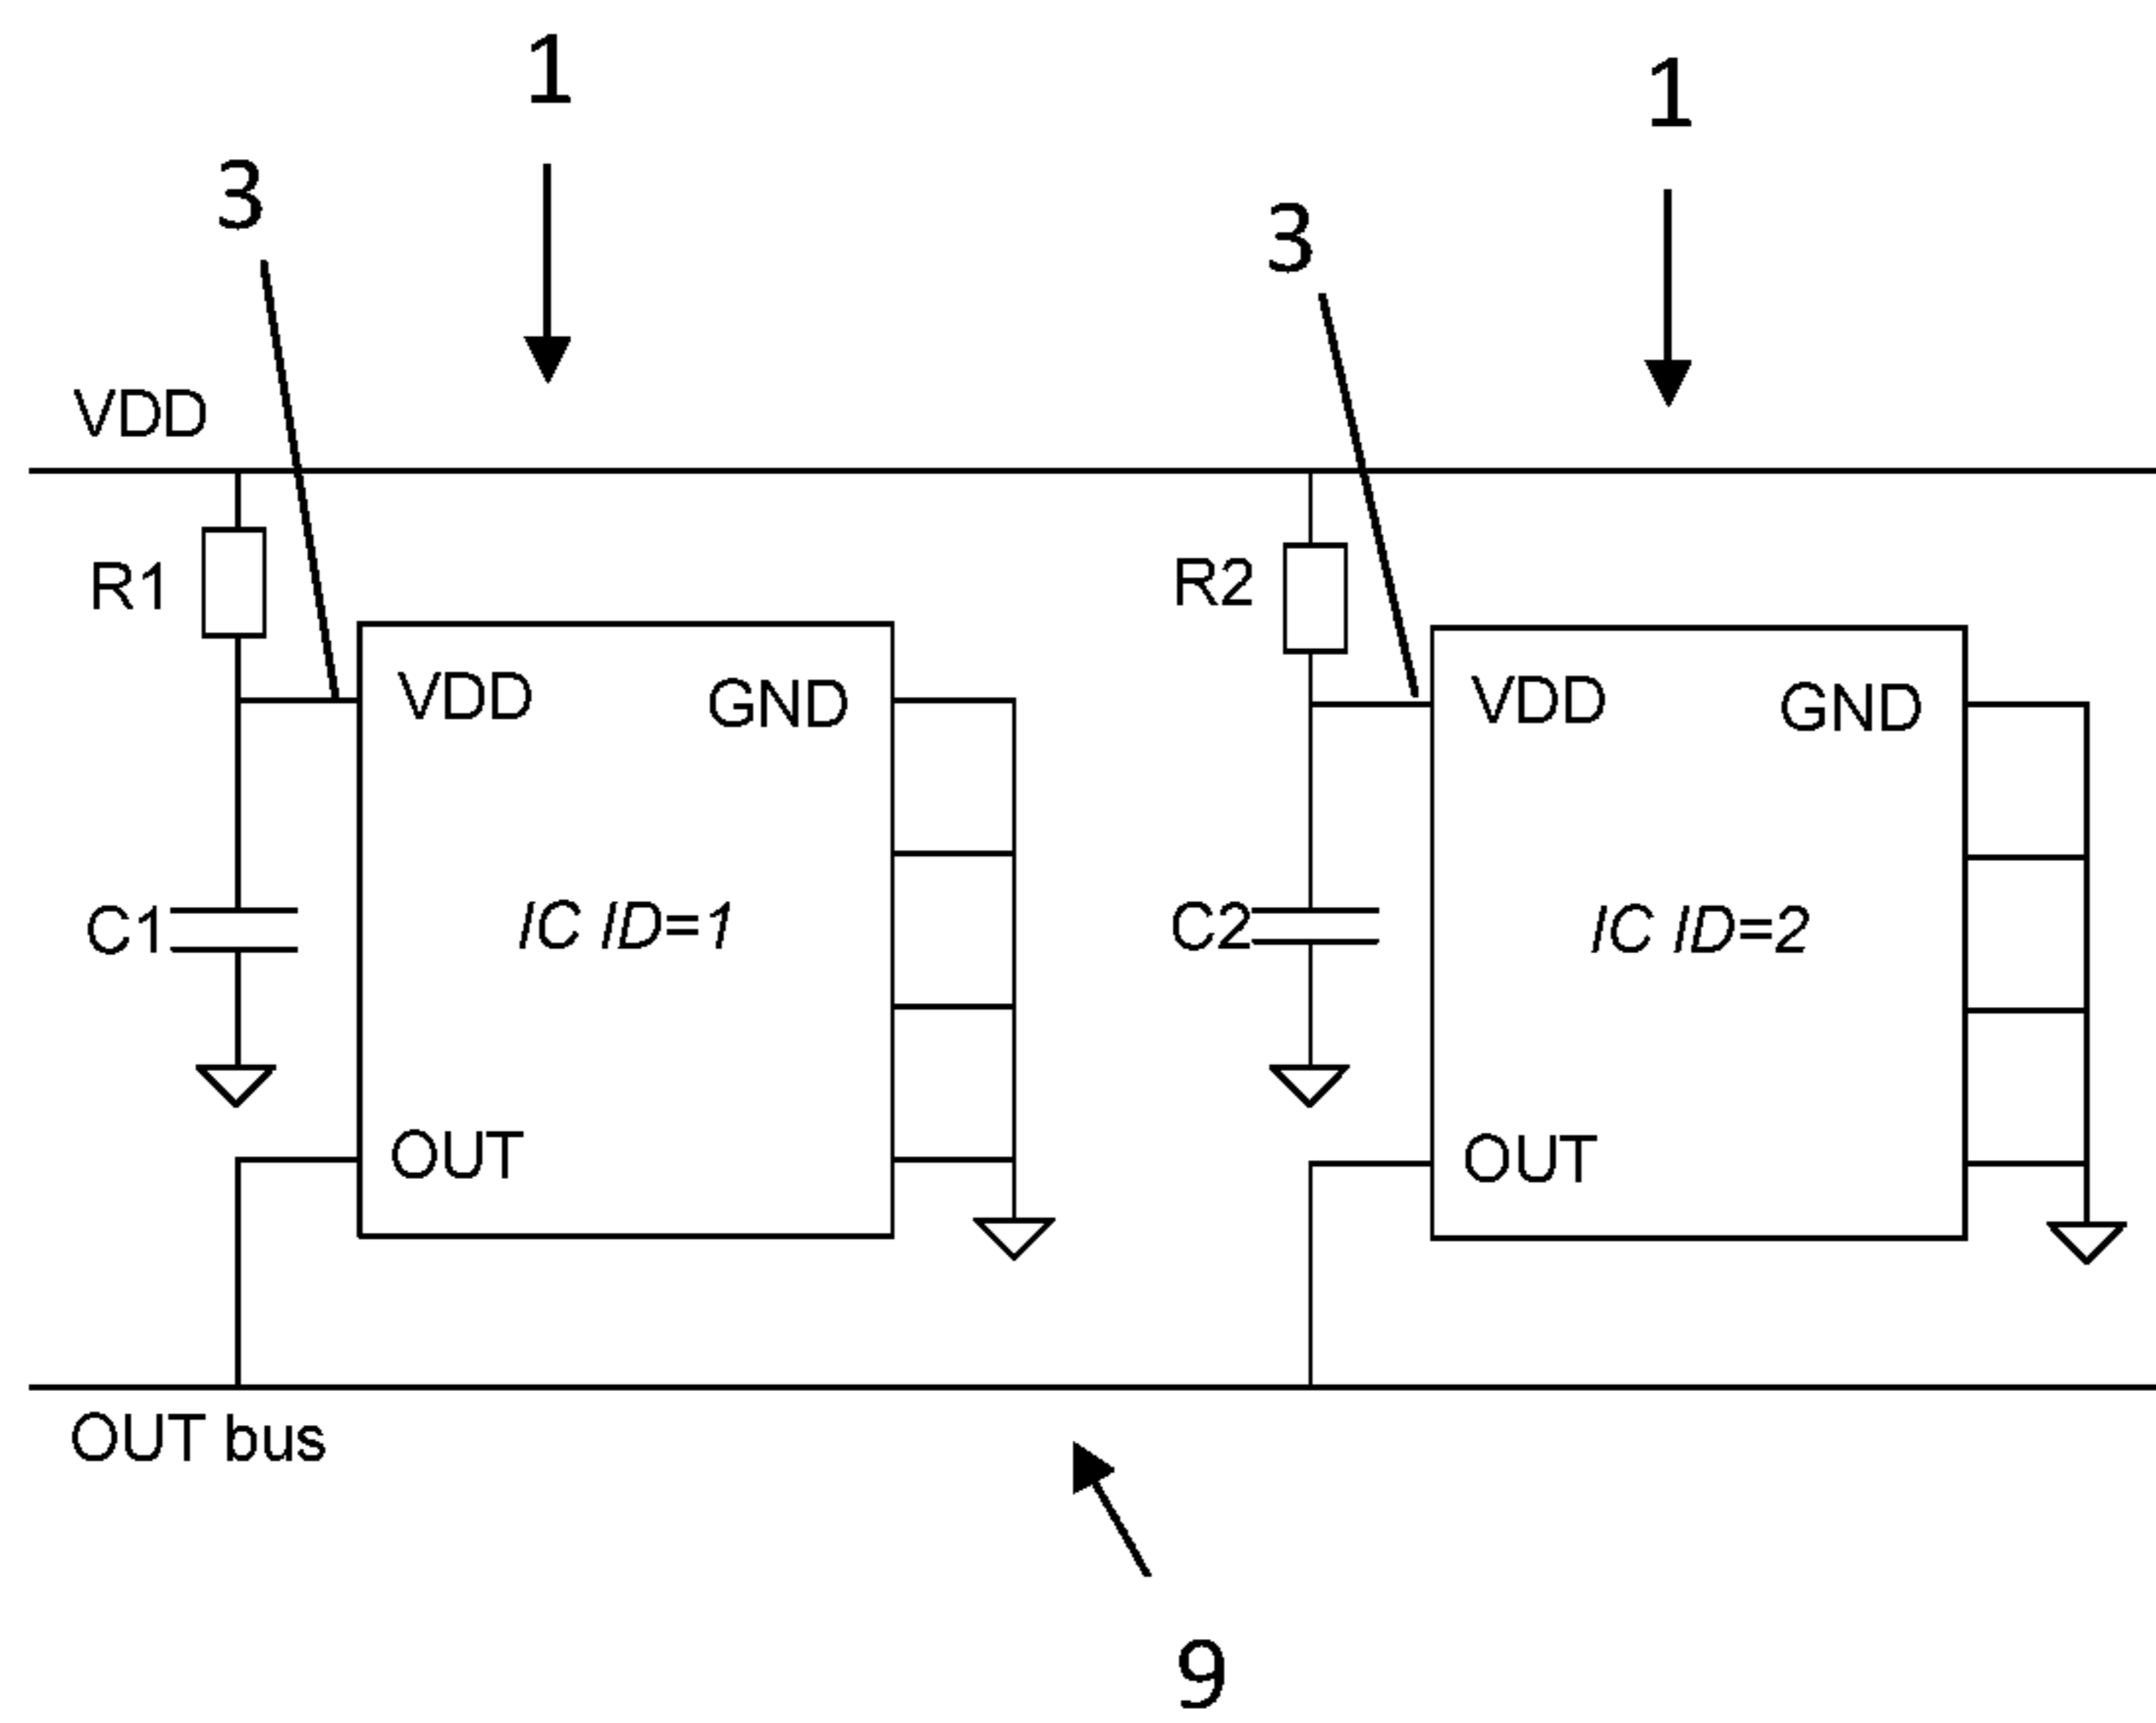 1
1
3
3
VDD
R1
R2
VDD
GND
VDD
GND
C1
IC ID=1
C2
IC ID=2
OUT
OUT
OUT bus
9